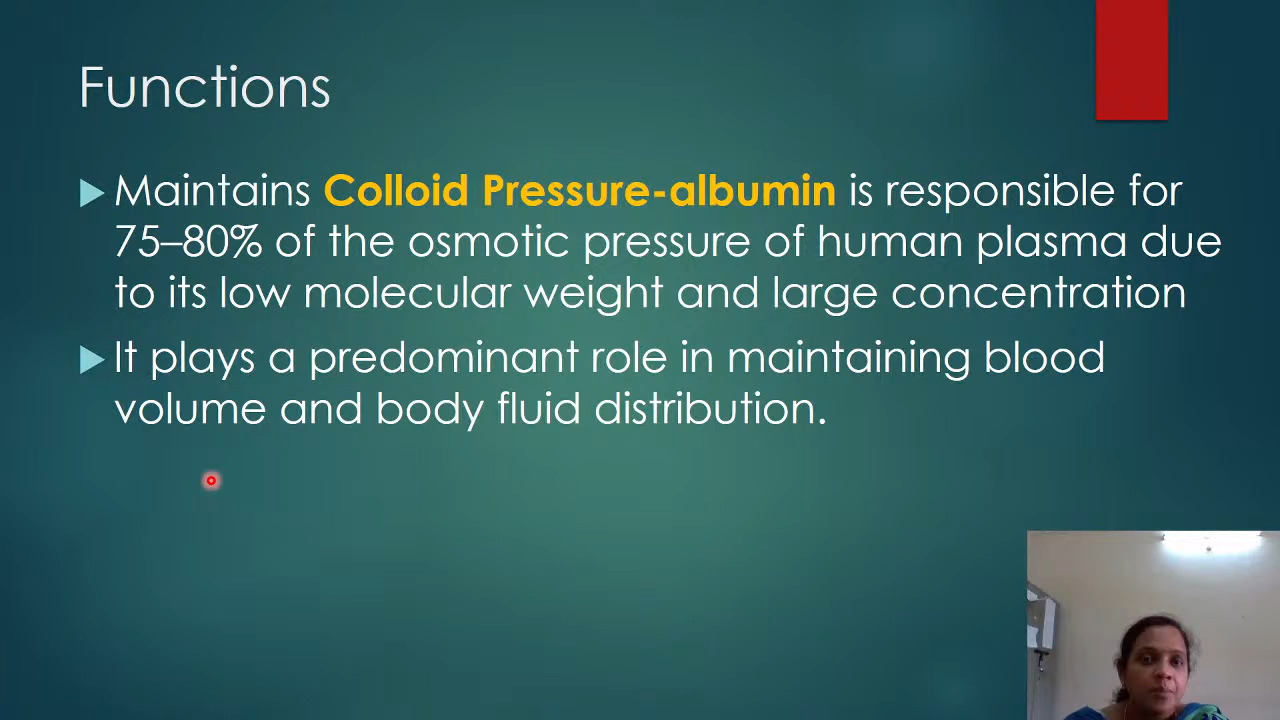 Functions
Maintains Colloid Pressure-albumin is responsible for
75–80% of the osmotic pressure of human plasma due
to its low molecular weight and large concentration
It plays a predominant role in maintaining blood
volume and body fluid distribution.